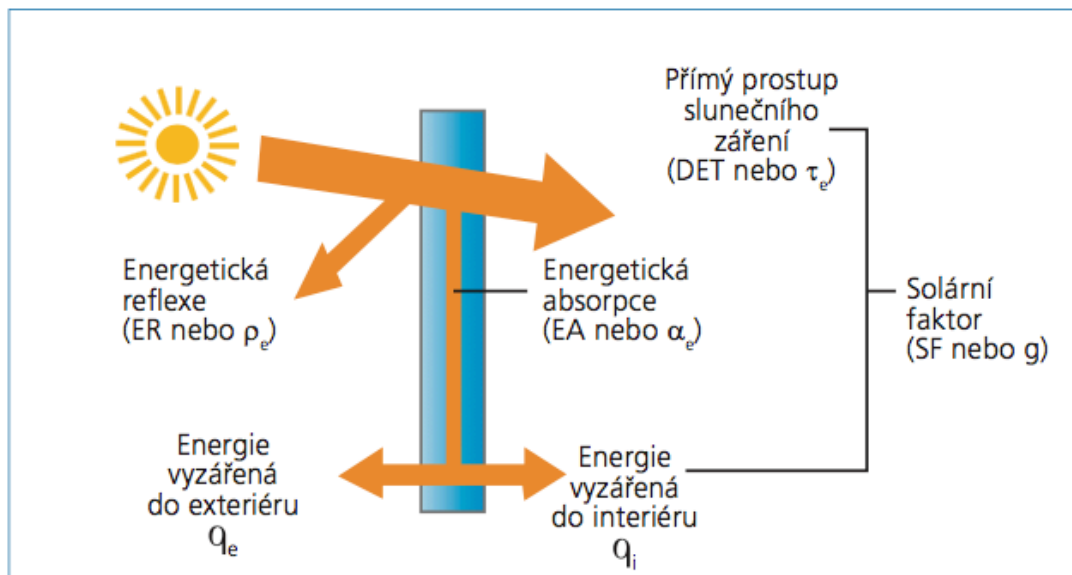 Přímý prostup
slunečního
záření
(DET nebo τe)
Energetická
reflexe
(ER nebo ρe)
Energetická
absorpce
(EA nebo αe)
Solární
faktor
(SF nebo g)
Energie
vyzářená
do exteriéru
qe
Energie
vyzářená
do interiéru
qi